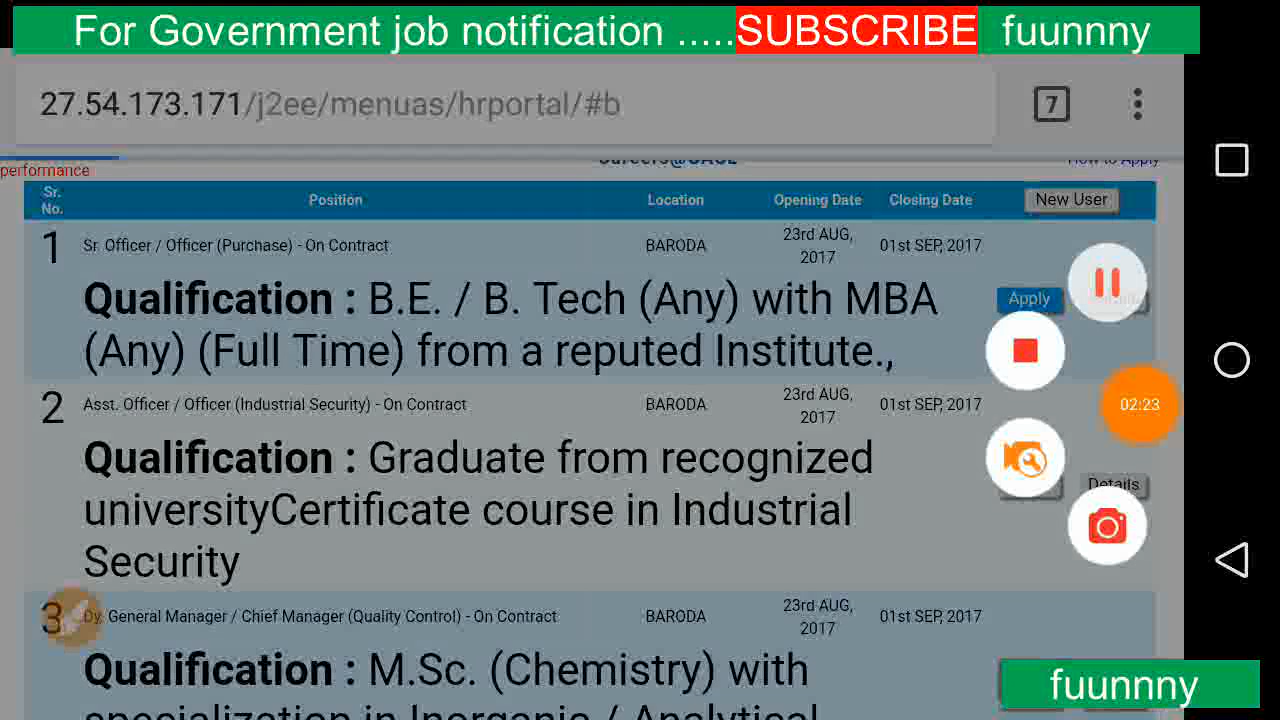 For Government job notification .....SUBSCRIBE fuunnny
27.54.173.171/j2ee/menuas/hrportal/#b
7
performance
How to Apply
Sr. No.
Position
Location
Opening Date
Closing Date
New User
1
Sr. Officer / Officer (Purchase) - On Contract
BARODA
23rd AUG,
2017
01st SEP, 2017
Qualification : B.E. / B. Tech (Any) with MBA
(Any) (Full Time) from a reputed Institute.,
Apply
2
Asst. Officer / Officer (Industrial Security) - On Contract
BARODA
23rd AUG,
2017
01st SEP, 2017
02:23
Qualification : Graduate from recognized
universityCertificate course in Industrial
Security
Details
3
Dy. General Manager / Chief Manager (Quality Control) - On Contract
BARODA
23rd AUG,
2017
01st SEP, 2017
Qualification : M.Sc. (Chemistry) with
specialization in Inorganic / Analytical
fuunnny